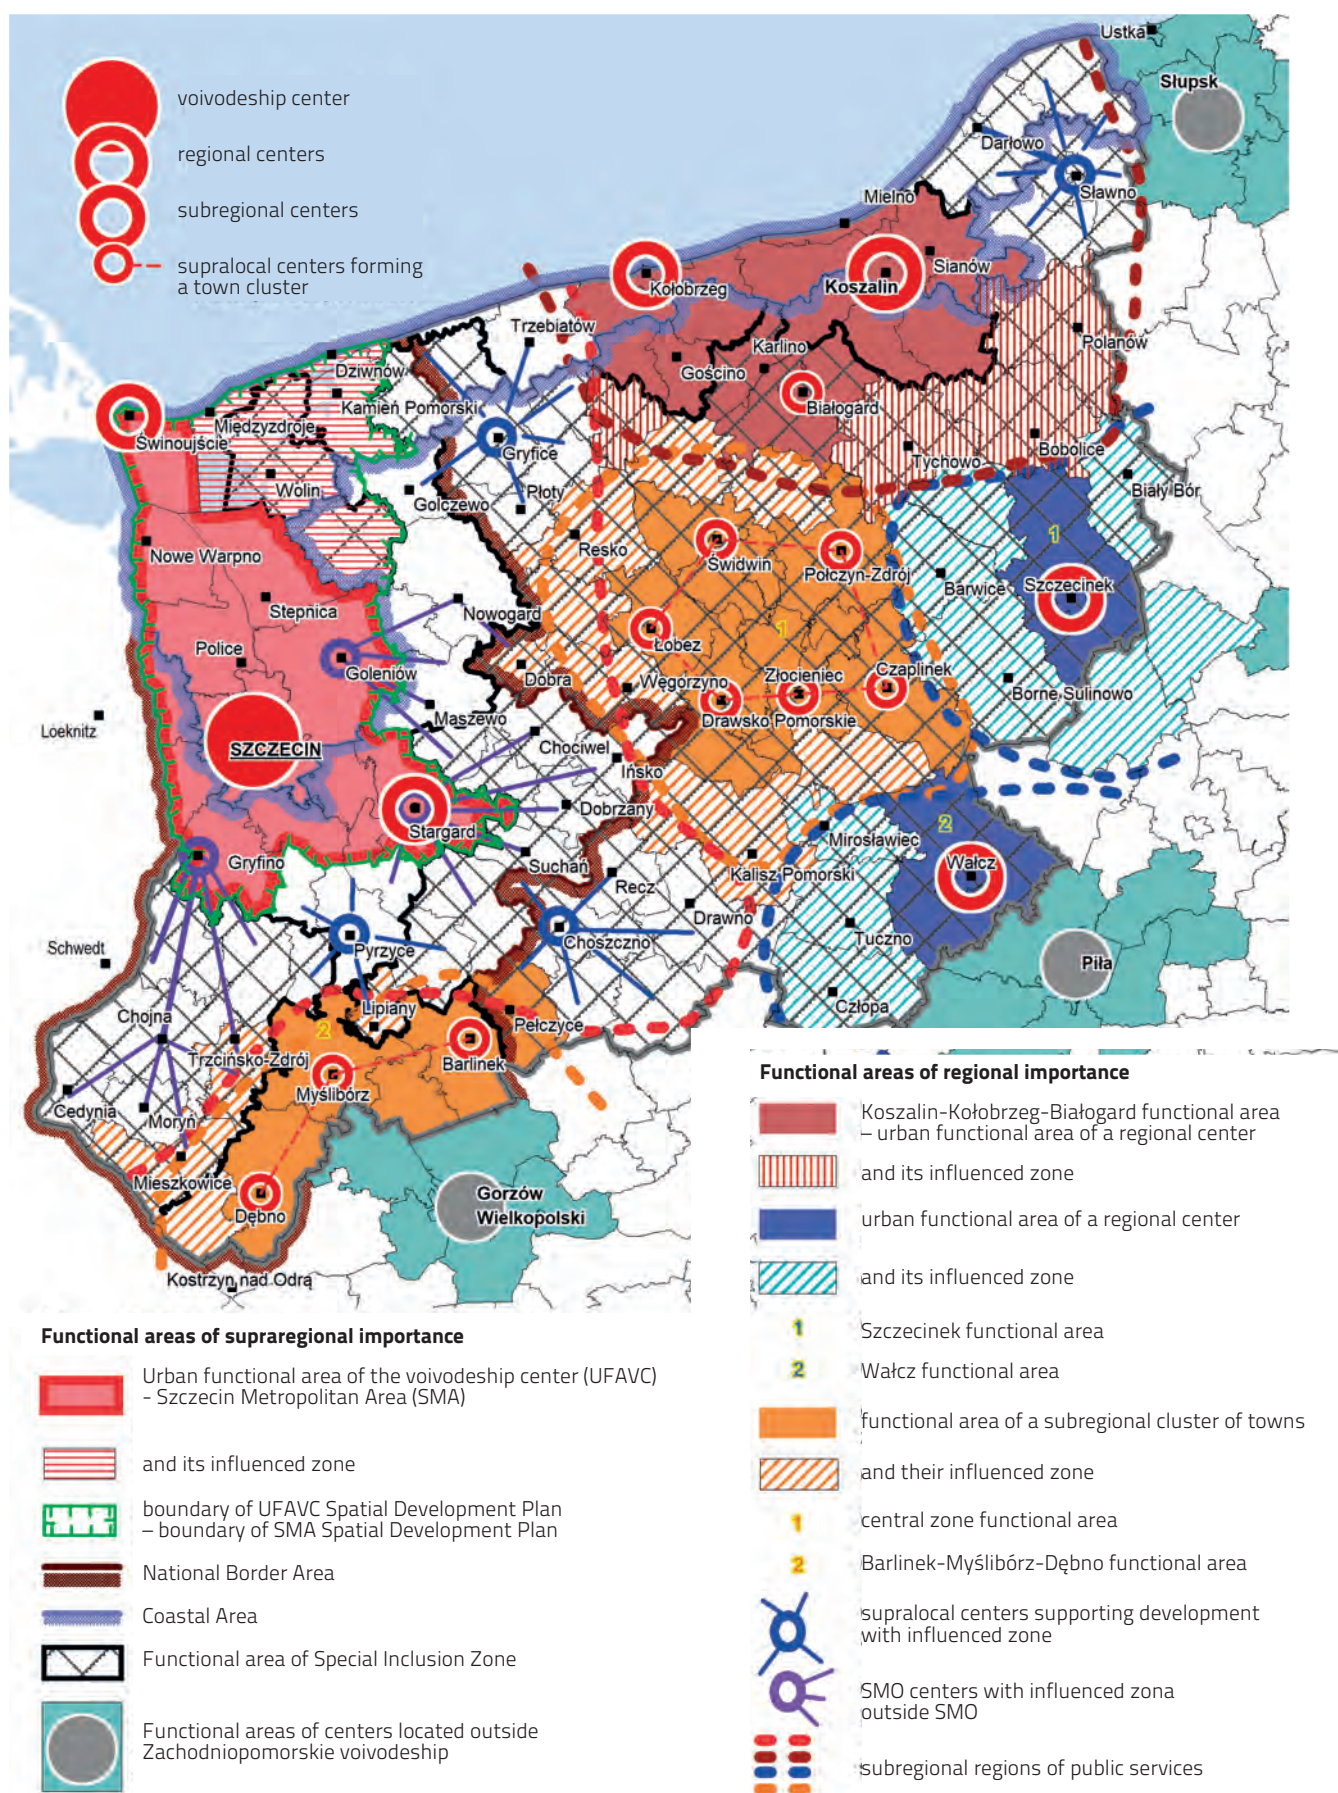 voivodeship center
regional centers
subregional centers
supralocal centers forming
a town cluster
Ustka
Słupsk
Darłowo
Sławno
Mielno
Sianów
Koszalin
Kołobrzeg
Polanów
Trzebiatów
Karlino
Gościno
Białogard
Dziwnów
Kamień Pomorski
Międzyzdroje
Świnoujście
Wolin
Gryfice
Golczewo
Płoty
Tychowo
Bobolice
Biały Bór
Nowe Warpno
Resko
Świdwin
Połczyn-Zdrój
1
Barwice
Szczecinek
Stepnica
Nowogard
Police
Goleniów
Łobez
1
Dobra
Węgorzyno
Złocieniec
Czaplinek
Borne Sulinowo
Maszewo
Drawsko Pomorskie
Loeknitz
SZCZECIN
Chociwel
Ińsko
Dobrzany
Stargard
2
Mirosławiec
Gryfino
Suchań
Recz
Kalisz Pomorski
Wałcz
Drawno
Tuczno
Schwedt
Pyrzyce
Choszczno
Piła
Człopa
Chojna
Lipiany
Pełczyce
2
Trzcińsko-Zdrój
Barlinek
Myślibórz
Cedynia
Moryń
Mieszkowice
Dębno
Gorzów
Wielkopolski
Kostrzyn nad Odrą
Functional areas of supraregional importance
Urban functional area of the voivodeship center (UFAVC)
- Szczecin Metropolitan Area (SMA)
and its influenced zone
boundary of UFAVC Spatial Development Plan
– boundary of SMA Spatial Development Plan
National Border Area
Coastal Area
Functional area of Special Inclusion Zone
Functional areas of centers located outside
Zachodniopomorskie voivodeship
Functional areas of regional importance
Koszalin-Kołobrzeg-Białogard functional area
– urban functional area of a regional center
and its influenced zone
urban functional area of a regional center
and its influenced zone
1 Szczecinek functional area
2 Wałcz functional area
functional area of a subregional cluster of towns
and their influenced zone
1 central zone functional area
2 Barlinek-Myślibórz-Dębno functional area
supralocal centers supporting development
with influenced zone
SMO centers with influenced zona
outside SMO
subregional regions of public services